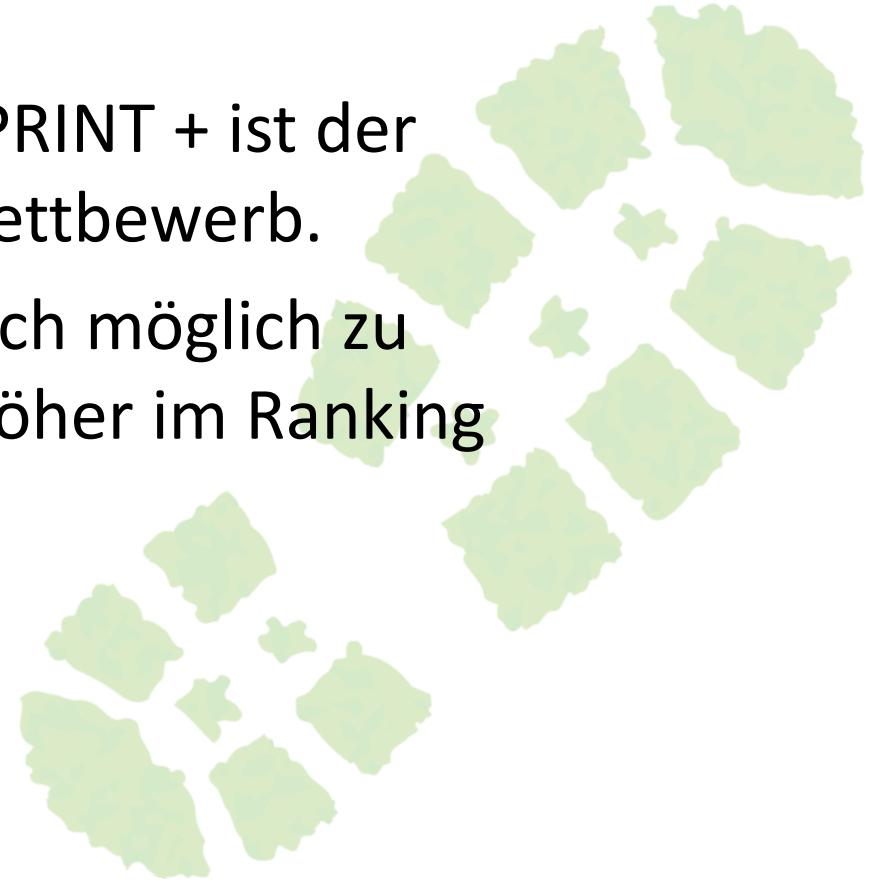 PRINT + ist der
ettbewerb.
ch möglich zu
öher im Ranking